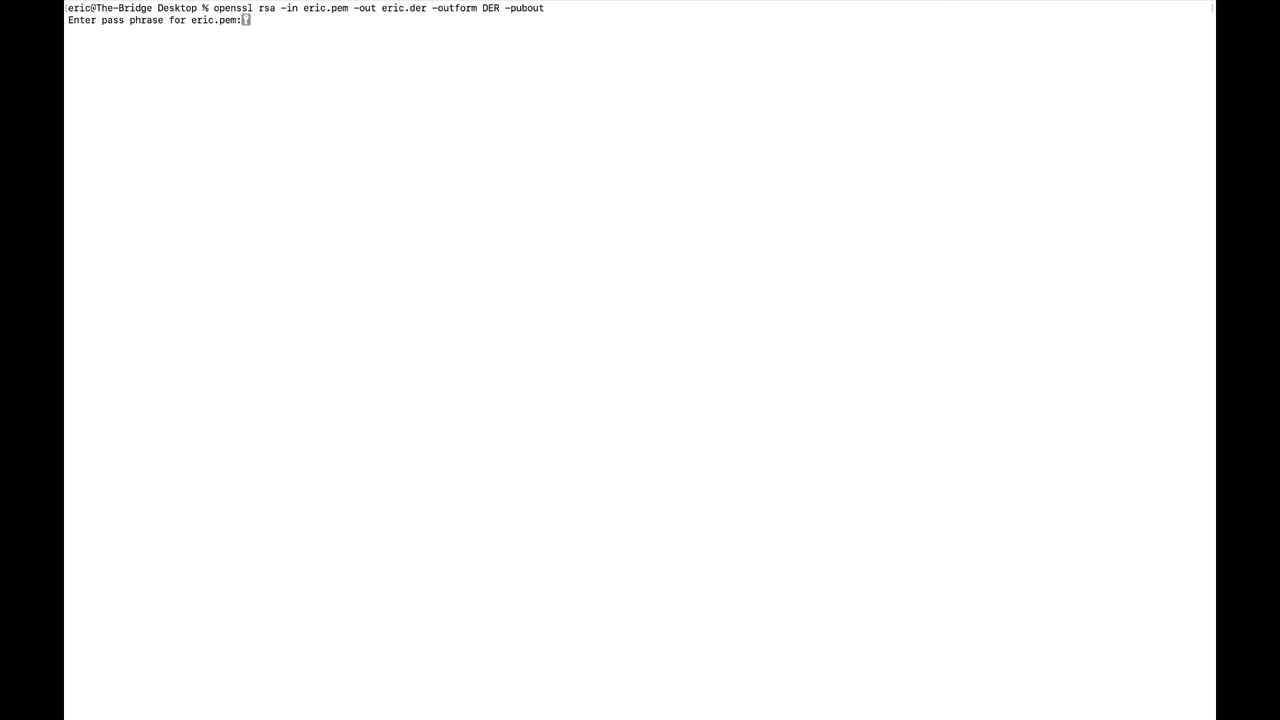 eric@The-Bridge Desktop % openssl rsa -in eric.pem -out eric.der -outform DER -pubout
Enter pass phrase for eric.pem: